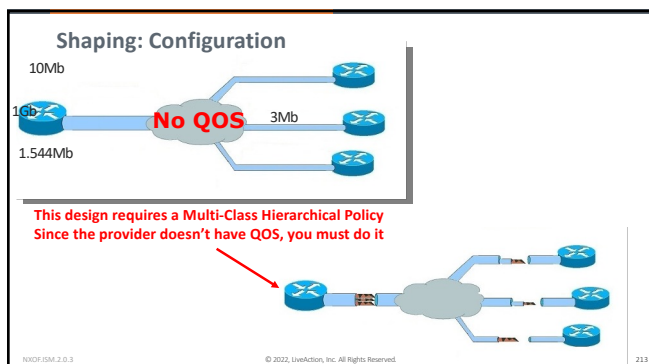 Shaping: Configuration
10Mb
1Gb
No QOS
3Mb
1.544Mb
This design requires a Multi-Class Hierarchical Policy
Since the provider doesn't have QOS, you must do it
NXOF.ISM.2.0.3
© 2022, LiveAction, Inc. All Rights Reserved.
213